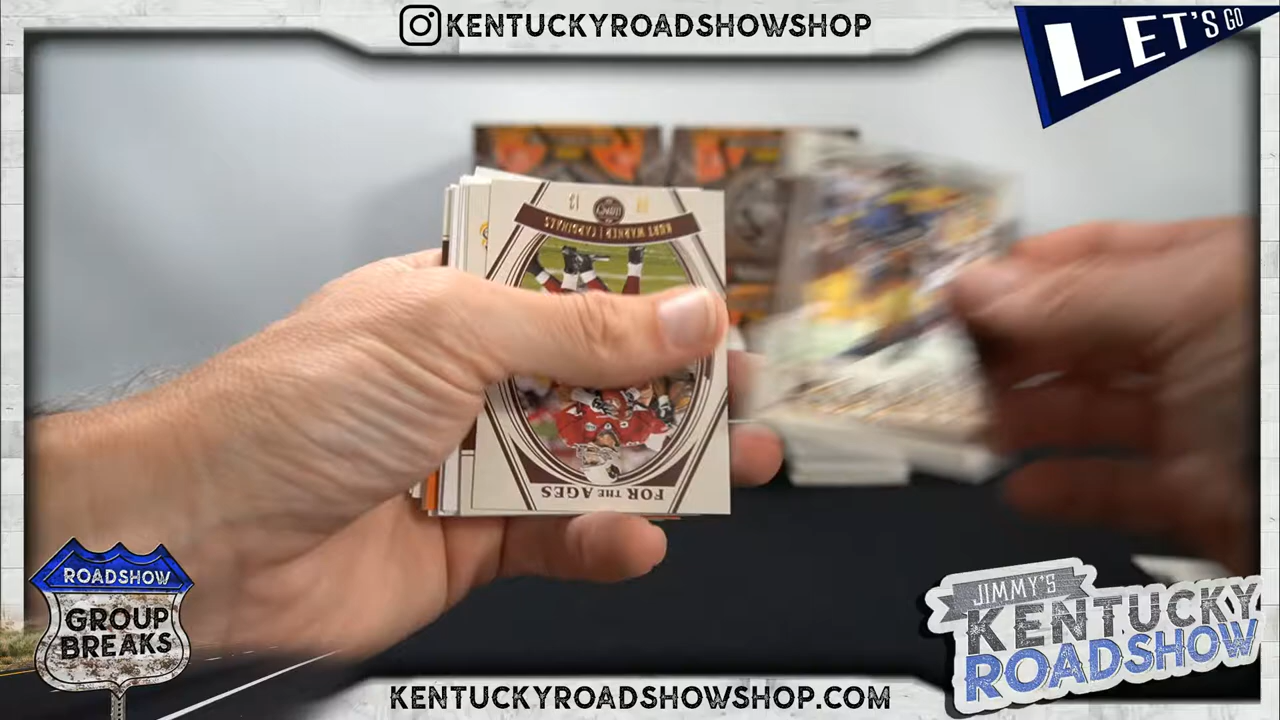 KENTUCKYROADSHOWSHOP
LET'S GO
KURT WARNER | CARDINALS
FOR THE AGES
ROADSHOW
GROUP
BREAKS
JIMMY'S
KENTUCKY
ROADSHOW
KENTUCKYROADSHOWSHOP.COM